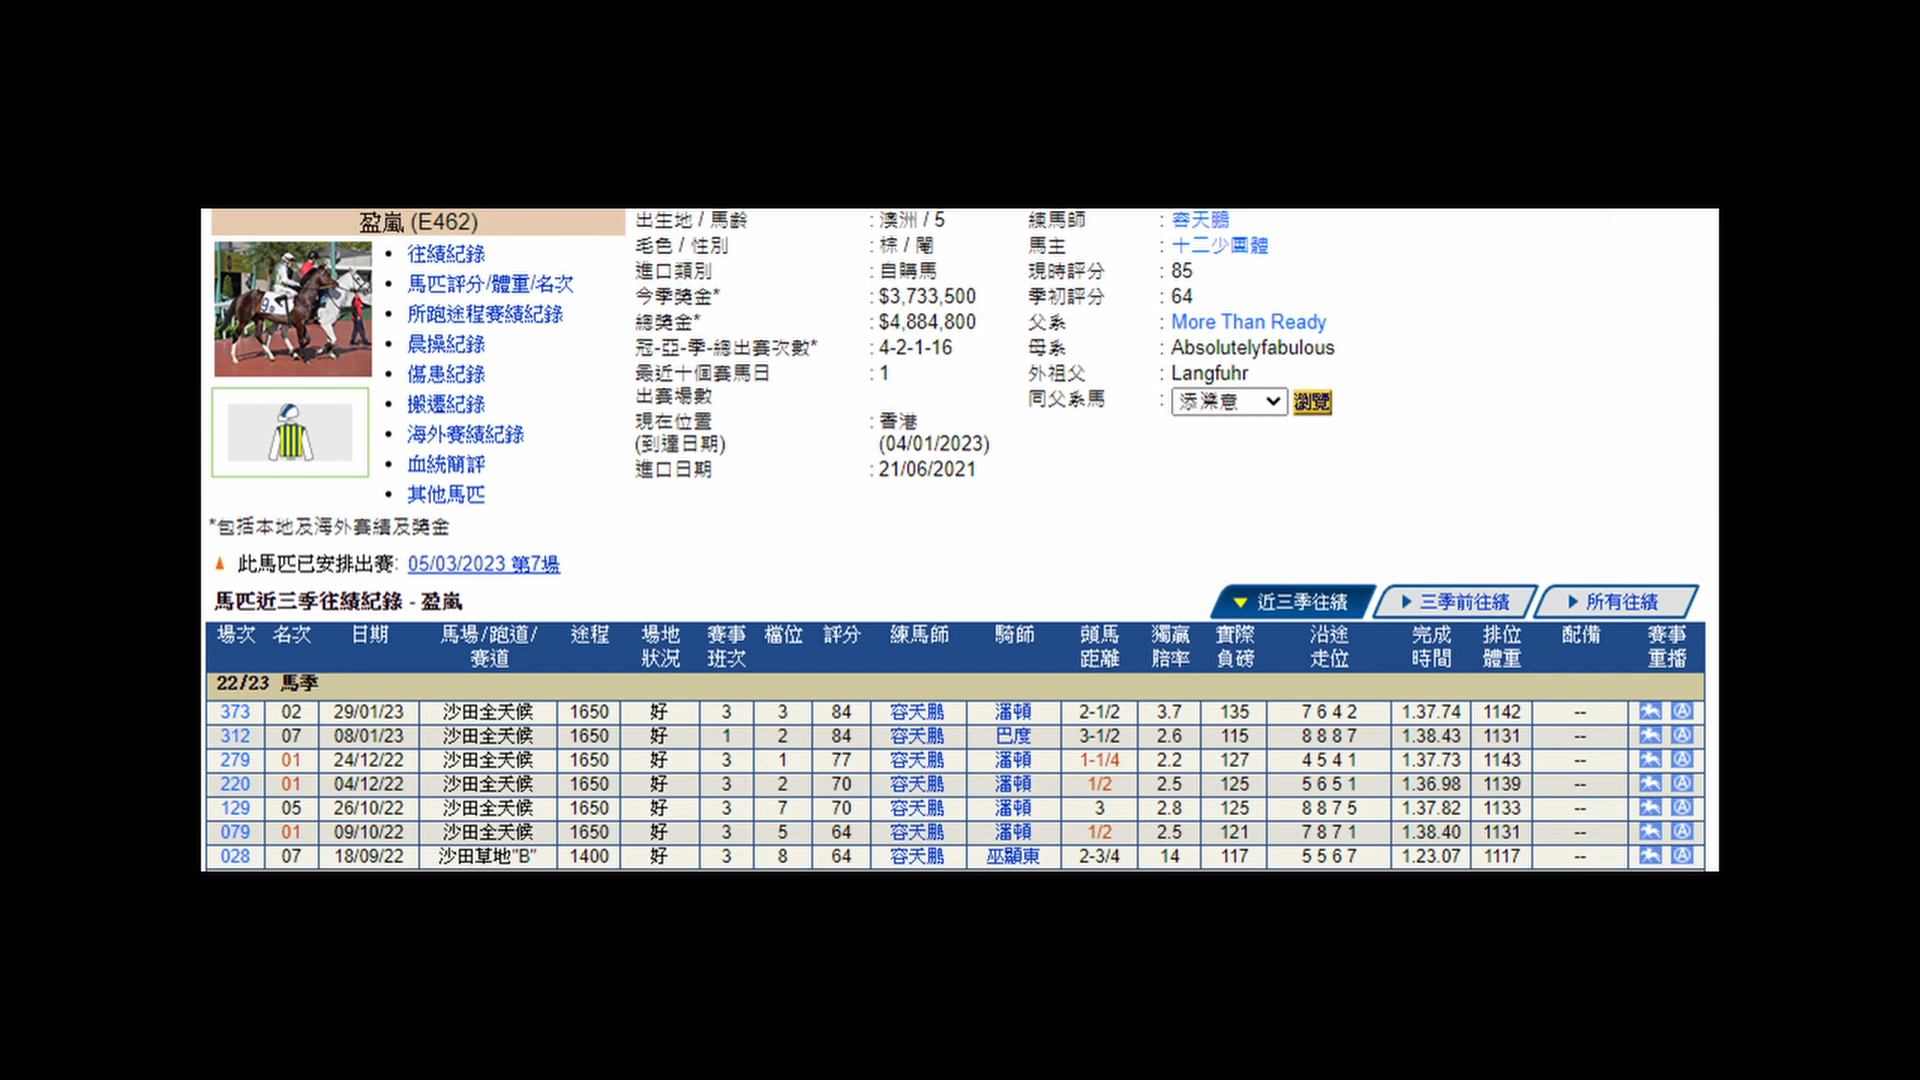 盈嵐 (E462)
往績紀錄
馬匹評分/體重/名次
所跑途程賽績紀錄
晨操紀錄
傷患紀錄
搬遷紀錄
海外賽績紀錄
血統簡評
其他馬匹
出生地 / 馬齡 : 澳洲 / 5
毛色 / 性別 : 棕 / 閹
進口類別 : 自購馬
今季獎金* : $3,733,500
總獎金* : $4,884,800
冠-亞-季-總出賽次數* : 4-2-1-16
最近十個賽馬日 : 1
出賽場數
現在位置 : 香港
(到達日期) (04/01/2023)
進口日期 : 21/06/2021
練馬師 : 容天鵬
馬主 : 十二少團體
現時評分 : 85
季初評分 : 64
父系 : More Than Ready
母系 : Absolutelyfabulous
外祖父 : Langfuhr
同父系馬 : 添濼意 瀏覽
*包括本地及海外賽績及獎金
此馬匹已安排出賽: 05/03/2023 第7場
馬匹近三季往績紀錄 - 盈嵐
近三季往績 三季前往績 所有往績
場次 名次 日期 馬場/跑道/ 途程 場地 賽事 檔位 評分 練馬師 騎師 頭馬 獨贏 實際 沿途 完成 排位 配備 賽事
賽道 狀況 班次 距離 賠率 負磅 走位 時間 體重 重播
22/23 馬季
373 02 29/01/23 沙田全天候 1650 好 3 3 84 容天鵬 潘頓 2-1/2 3.7 135 7 6 4 2 1.37.74 1142 --
312 07 08/01/23 沙田全天候 1650 好 1 2 84 容天鵬 巴度 3-1/2 2.6 115 8 8 8 7 1.38.43 1131 --
279 01 24/12/22 沙田全天候 1650 好 3 1 77 容天鵬 潘頓 1-1/4 2.2 127 4 5 4 1 1.37.73 1143 --
220 01 04/12/22 沙田全天候 1650 好 3 2 70 容天鵬 潘頓 1/2 2.5 125 5 6 5 1 1.36.98 1139 --
129 05 26/10/22 沙田全天候 1650 好 3 7 70 容天鵬 潘頓 3 2.8 125 8 8 7 5 1.37.82 1133 --
079 01 09/10/22 沙田全天候 1650 好 3 5 64 容天鵬 潘頓 1/2 2.5 121 7 8 7 1 1.38.40 1131 --
028 07 18/09/22 沙田草地"B" 1400 好 3 8 64 容天鵬 巫顯東 2-3/4 14 117 5 5 6 7 1.23.07 1117 --